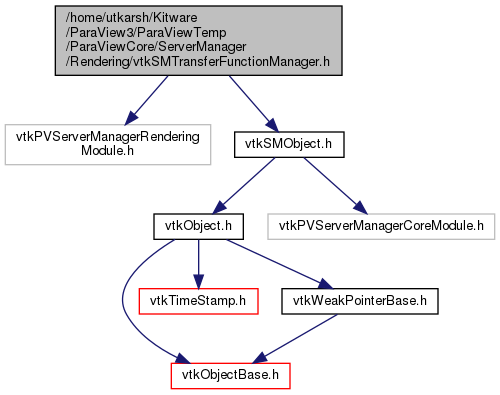 /home/utkarsh/Kitware
/ParaView3/ParaViewTemp
/ParaViewCore/ServerManager
/Rendering/vtkSMTransferFunctionManager.h
vtkPVServerManagerRendering
Module.h
vtkSMObject.h
vtkObject.h
vtkPVServerManagerCoreModule.h
vtkTimeStamp.h
vtkWeakPointerBase.h
vtkObjectBase.h